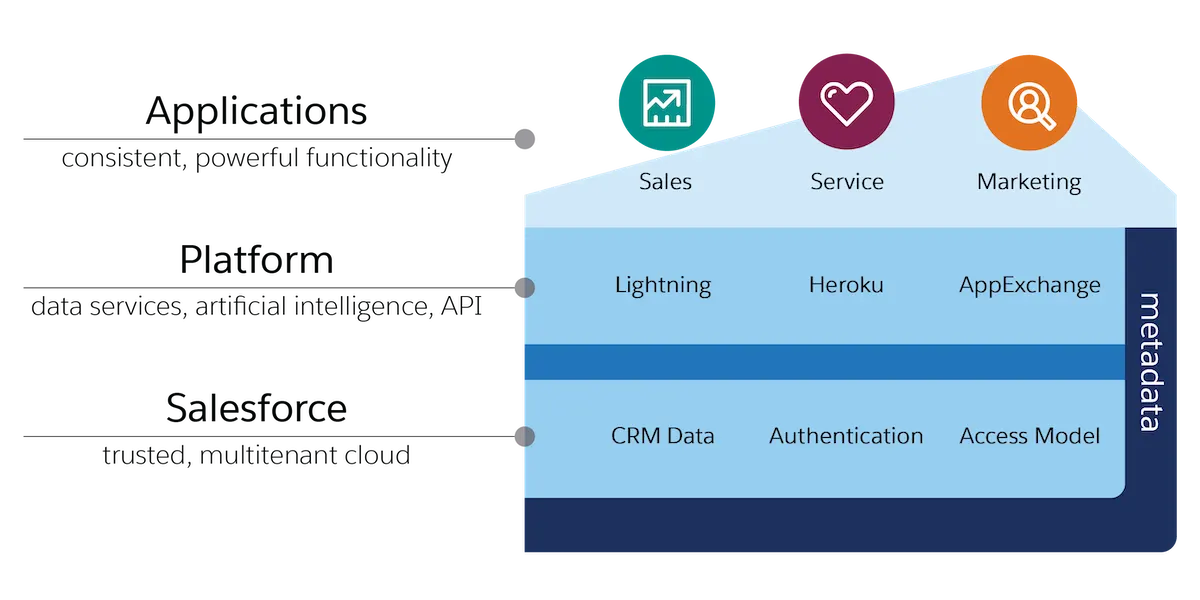 Applications
consistent, powerful functionality
Sales
Service
Marketing
Platform
data services, artificial intelligence, API
Lightning
Heroku
AppExchange
metadata
Salesforce
trusted, multitenant cloud
CRM Data
Authentication
Access Model